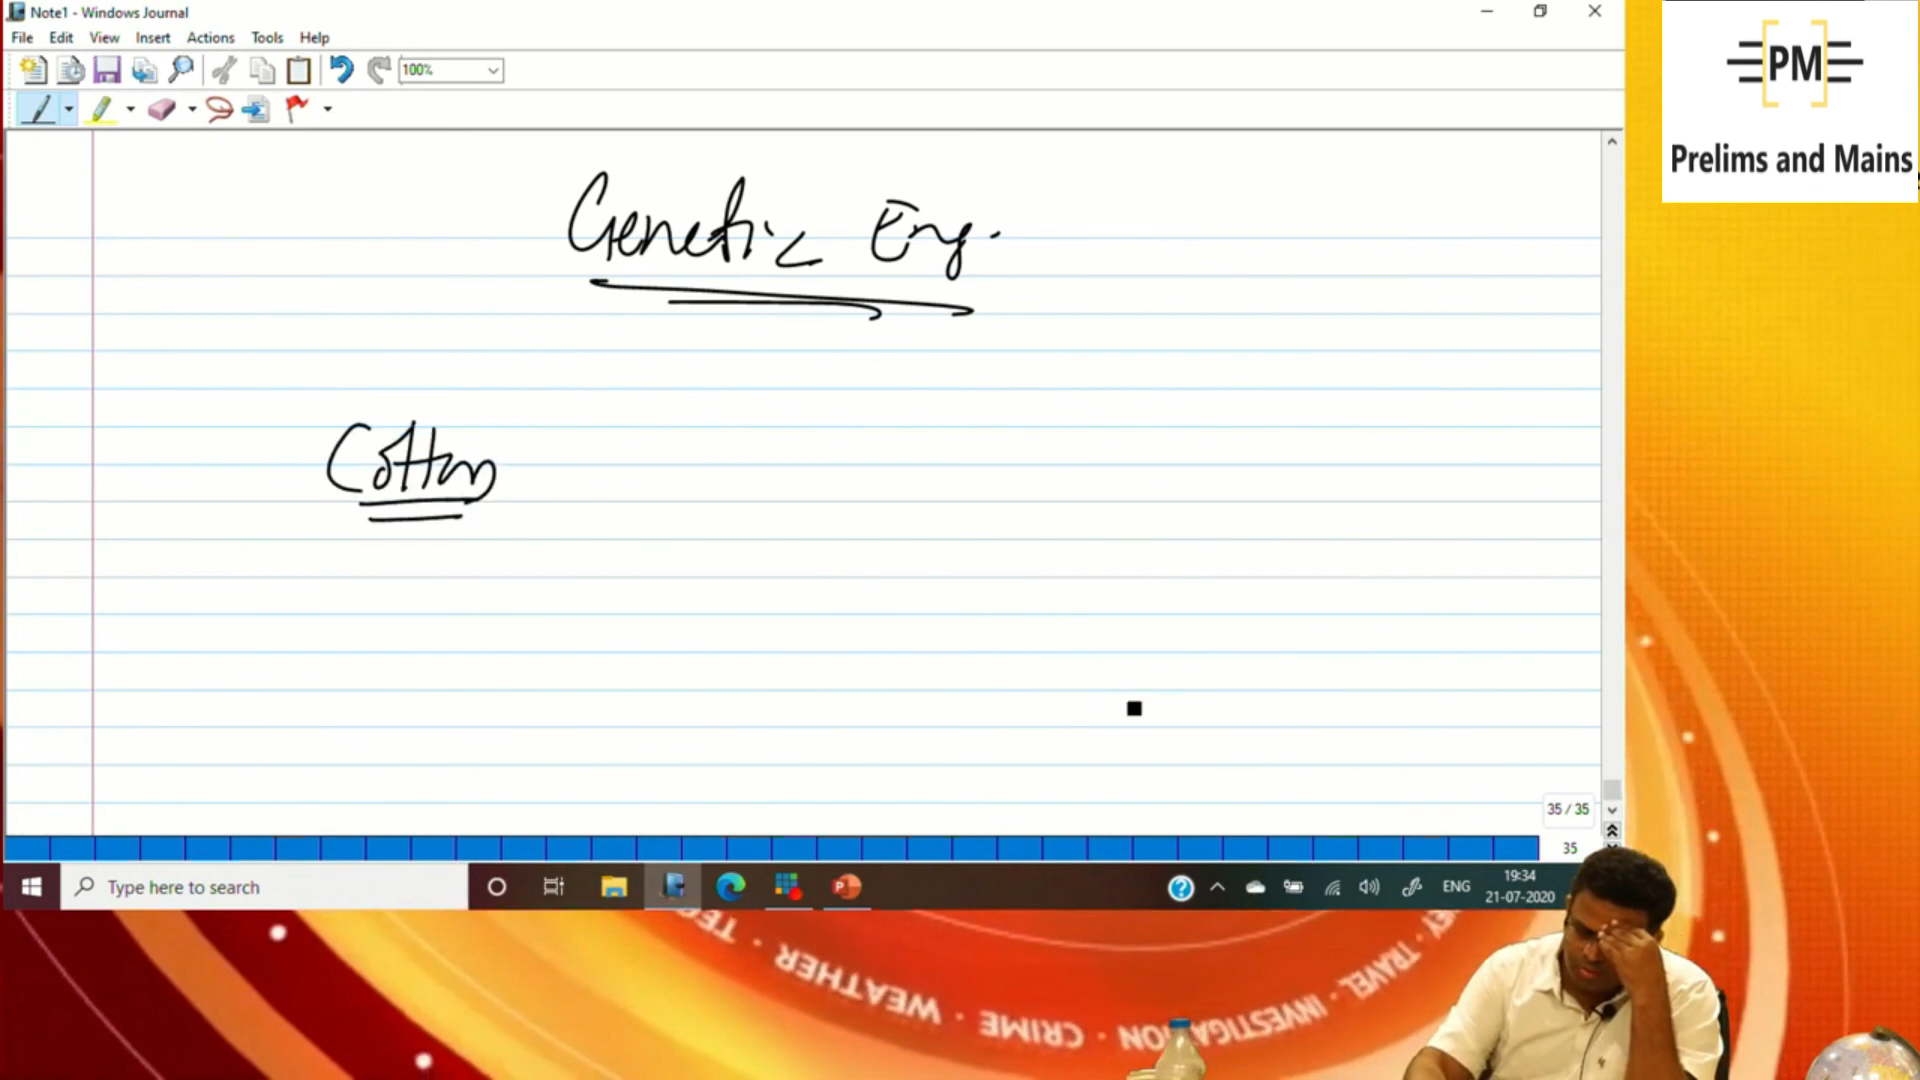 Note1 - Windows Journal
File Edit View Insert Actions Tools Help
100%
PM
Prelims and Mains
Genetic Eng.
Cotton
35 / 35
35
Type here to search
ENG
19:34
21-07-2020
WEATHER · CRIME · INVESTIGATION · TRAVEL ·